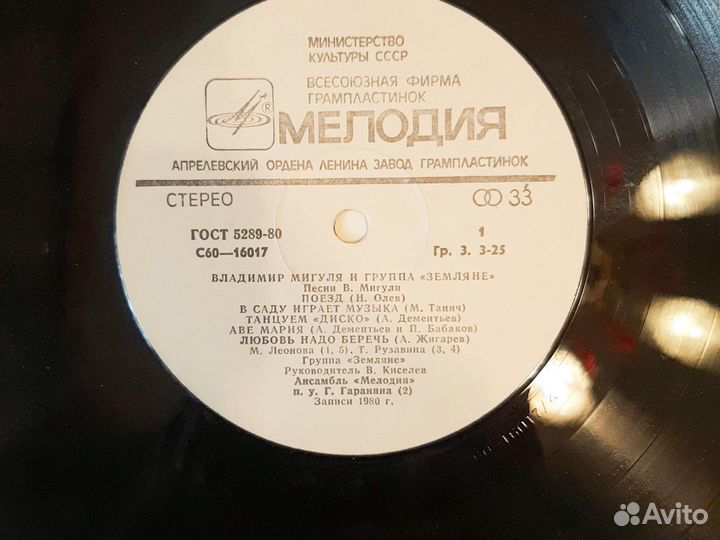 МИНИСТЕРСТВО
КУЛЬТУРЫ СССР
ВСЕСОЮЗНАЯ ФИРМА
ГРАМПЛАСТИНОК
® МЕЛОДИЯ
АПРЕЛЕВСКИЙ ОРДЕНА ЛЕНИНА ЗАВОД ГРАМПЛАСТИНОК
СТЕРЕО 33
ГОСТ 5289-80 1
С60—16017 Гр. 3. 3-25
ВЛАДИМИР МИГУЛЯ И ГРУППА «ЗЕМЛЯНЕ»
Песни В. Мигули
ПОЕЗД (Н. Олев)
В САДУ ИГРАЕТ МУЗЫКА (М. Танич)
ТАНЦУЕМ «ДИСКО» (А. Дементьев)
АВЕ МАРИЯ (А. Дементьев и П. Бабаков)
ЛЮБОВЬ НАДО БЕРЕЧЬ (А. Жигарев)
М. Леонова (1, 5), Т. Рузавина (3, 4)
Группа «Земляне»
Руководитель В. Киселев
Ансамбль «Мелодия»
п. у. Г. Гараняна (2)
Записи 1980 г.
Avito